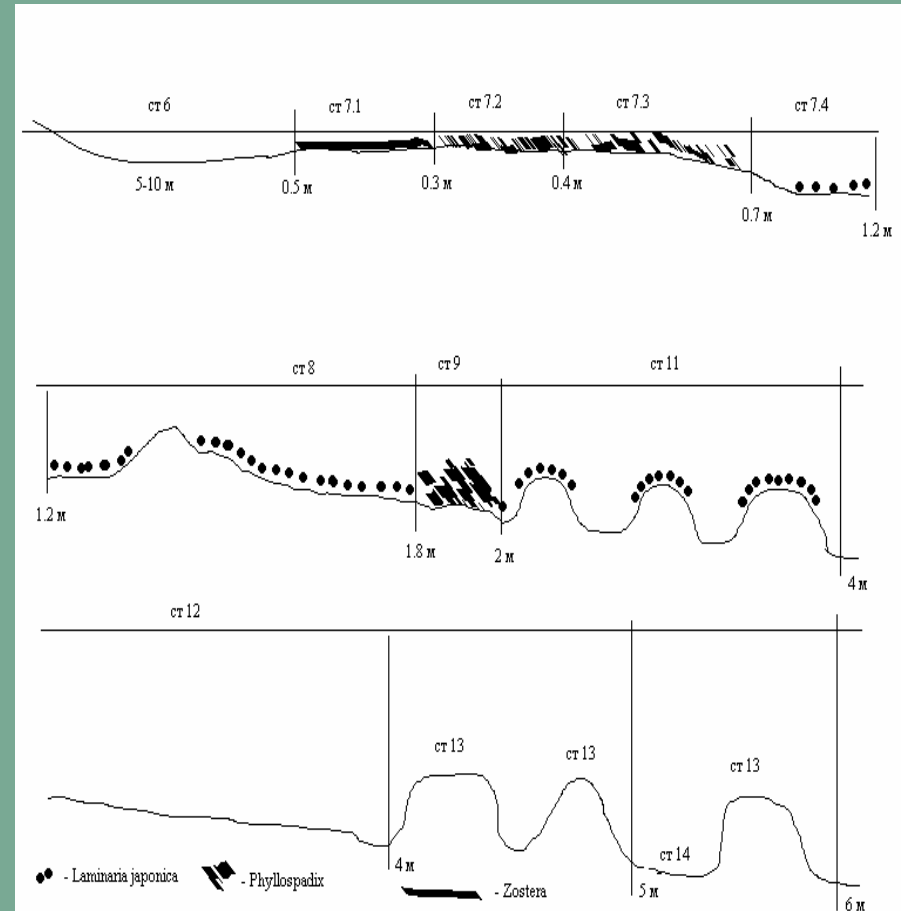 ст 6 ст 7.1 ст 7.2 ст 7.3 ст 7.4
5-10 м 0.5 м 0.3 м 0.4 м 0.7 м 1.2 м
ст 8 ст 9 ст 11
1.2 м 1.8 м 2 м 4 м
ст 12
ст 13 ст 13 ст 13
ст 14
4 м 5 м 6 м
- Laminaria japonica - Phyllospadix - Zostera